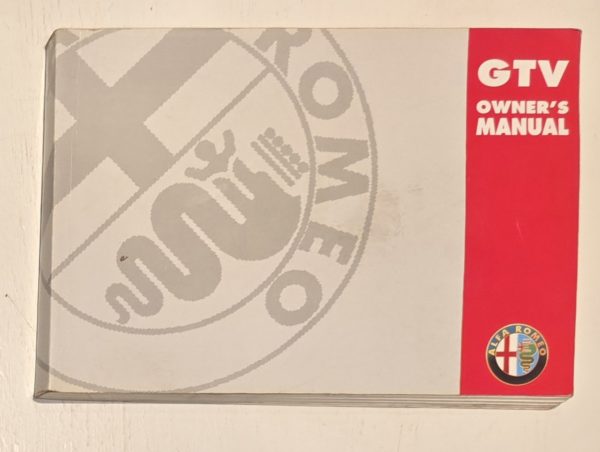 ROMEO
GTV
OWNER'S
MANUAL
ALFA ROMEO